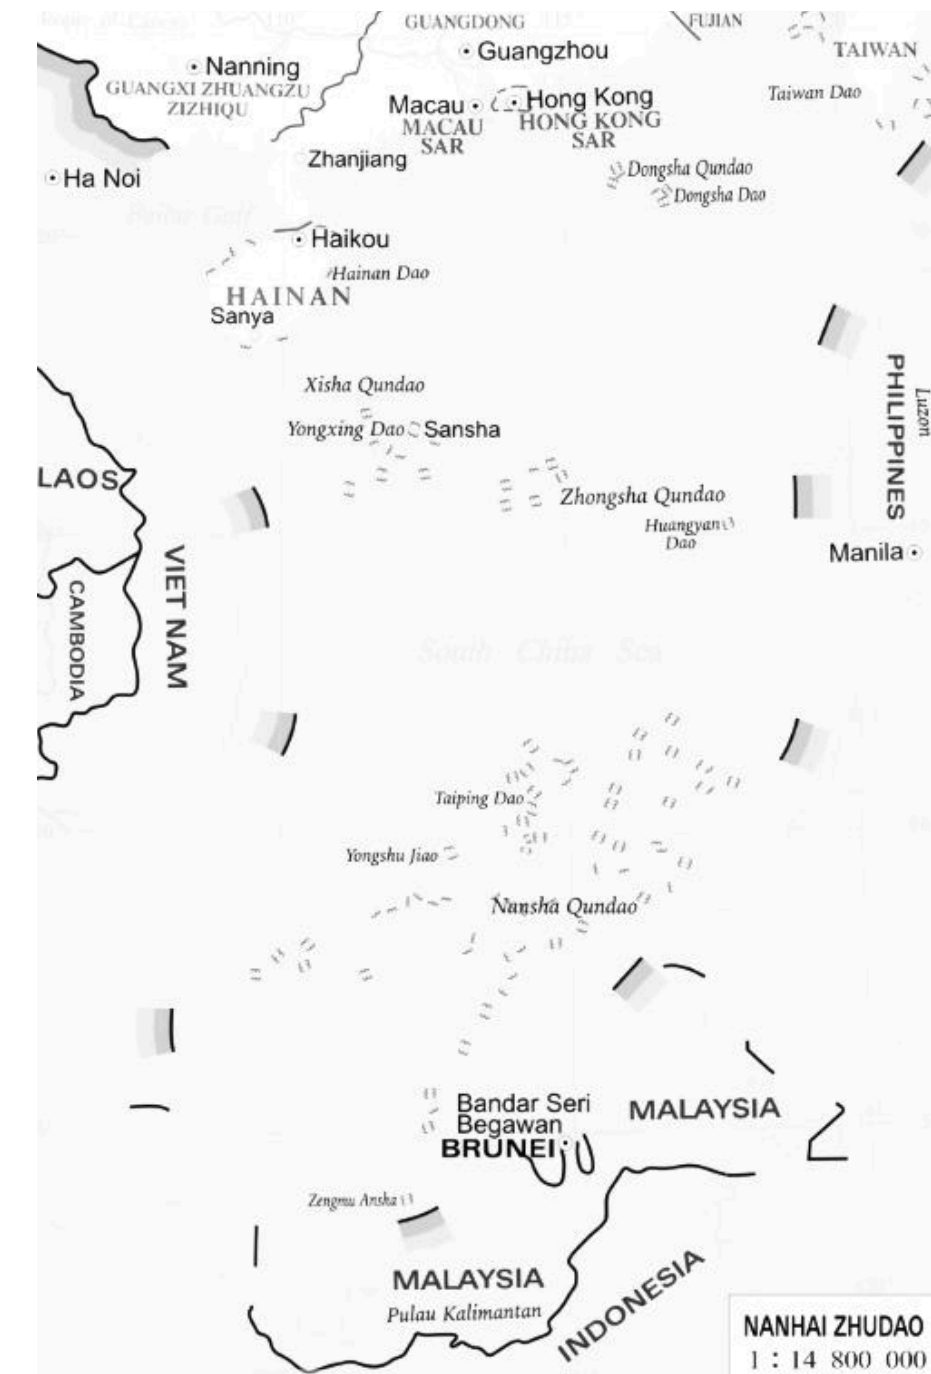 GUANGDONG
FUJIAN
TAIWAN
Guangzhou
Nanning
GUANGXI ZHUANGZU
ZIZHIQU
Taiwan Dao
Macau
MACAU
SAR
Hong Kong
HONG KONG
SAR
Zhanjiang
Dongsha Qundao
Dongsha Dao
Ha Noi
Beibu Gulf
Haikou
Hainan Dao
HAINAN
Sanya
Xisha Qundao
Yongxing Dao
Sansha
PHILIPPINES
Luzon
LAOS
Zhongsha Qundao
Huangyan
Dao
Manila
VIET NAM
CAMBODIA
South China Sea
Taiping Dao
Yongshu Jiao
Nansha Qundao
Bandar Seri
Begawan
BRUNEI
MALAYSIA
Zengmu Ansha
MALAYSIA
Pulau Kalimantan
INDONESIA
NANHAI ZHUDAO
1 : 14 800 000